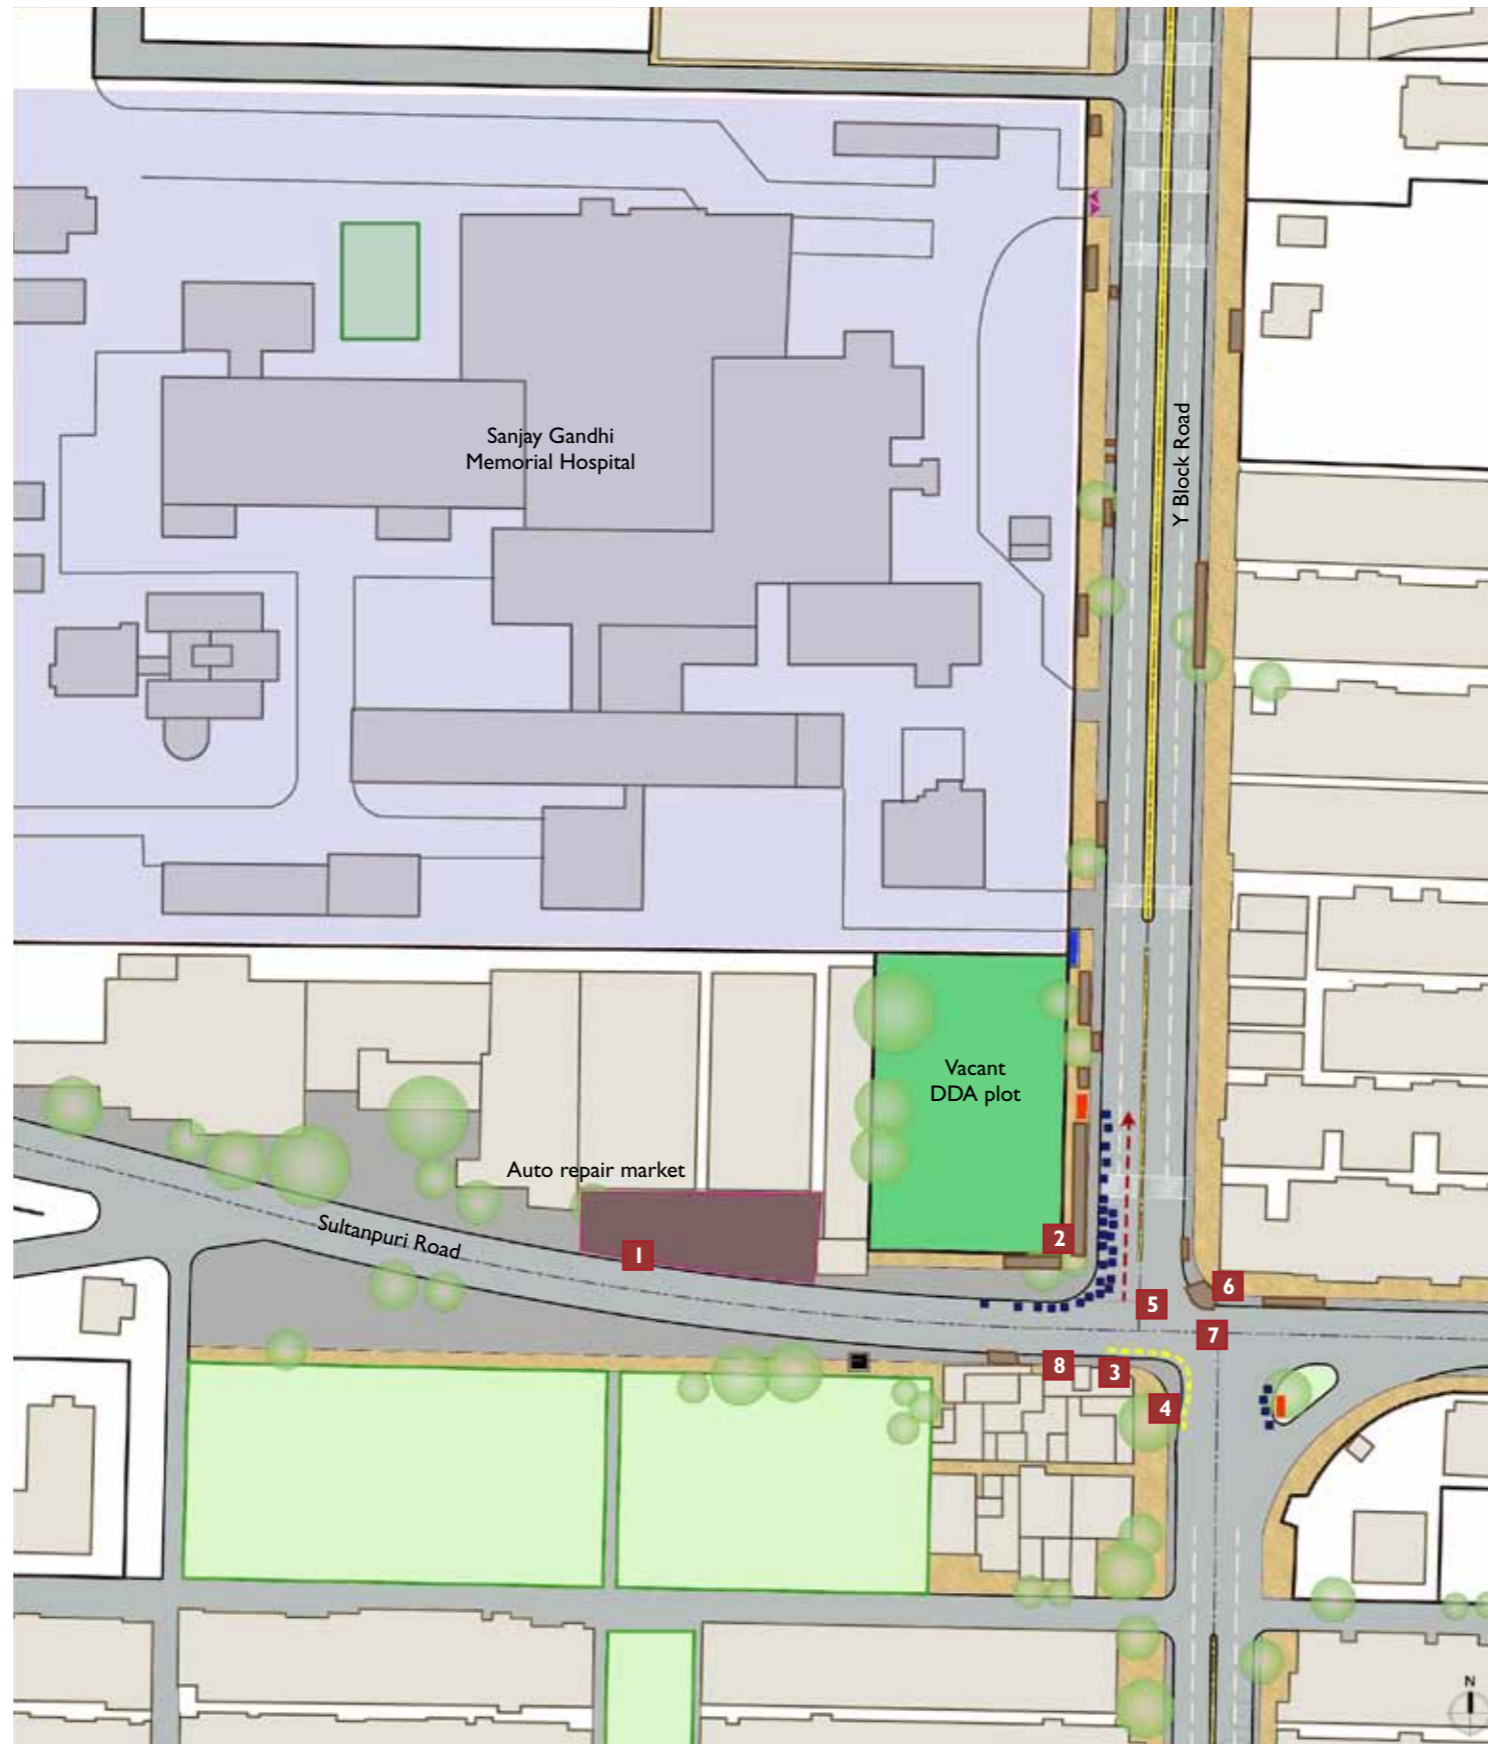 Sanjay Gandhi
Memorial Hospital
Y Block Road
Vacant
DDA plot
Auto repair market
Sultanpuri Road
1
2
5
6
7
8
3
4
N